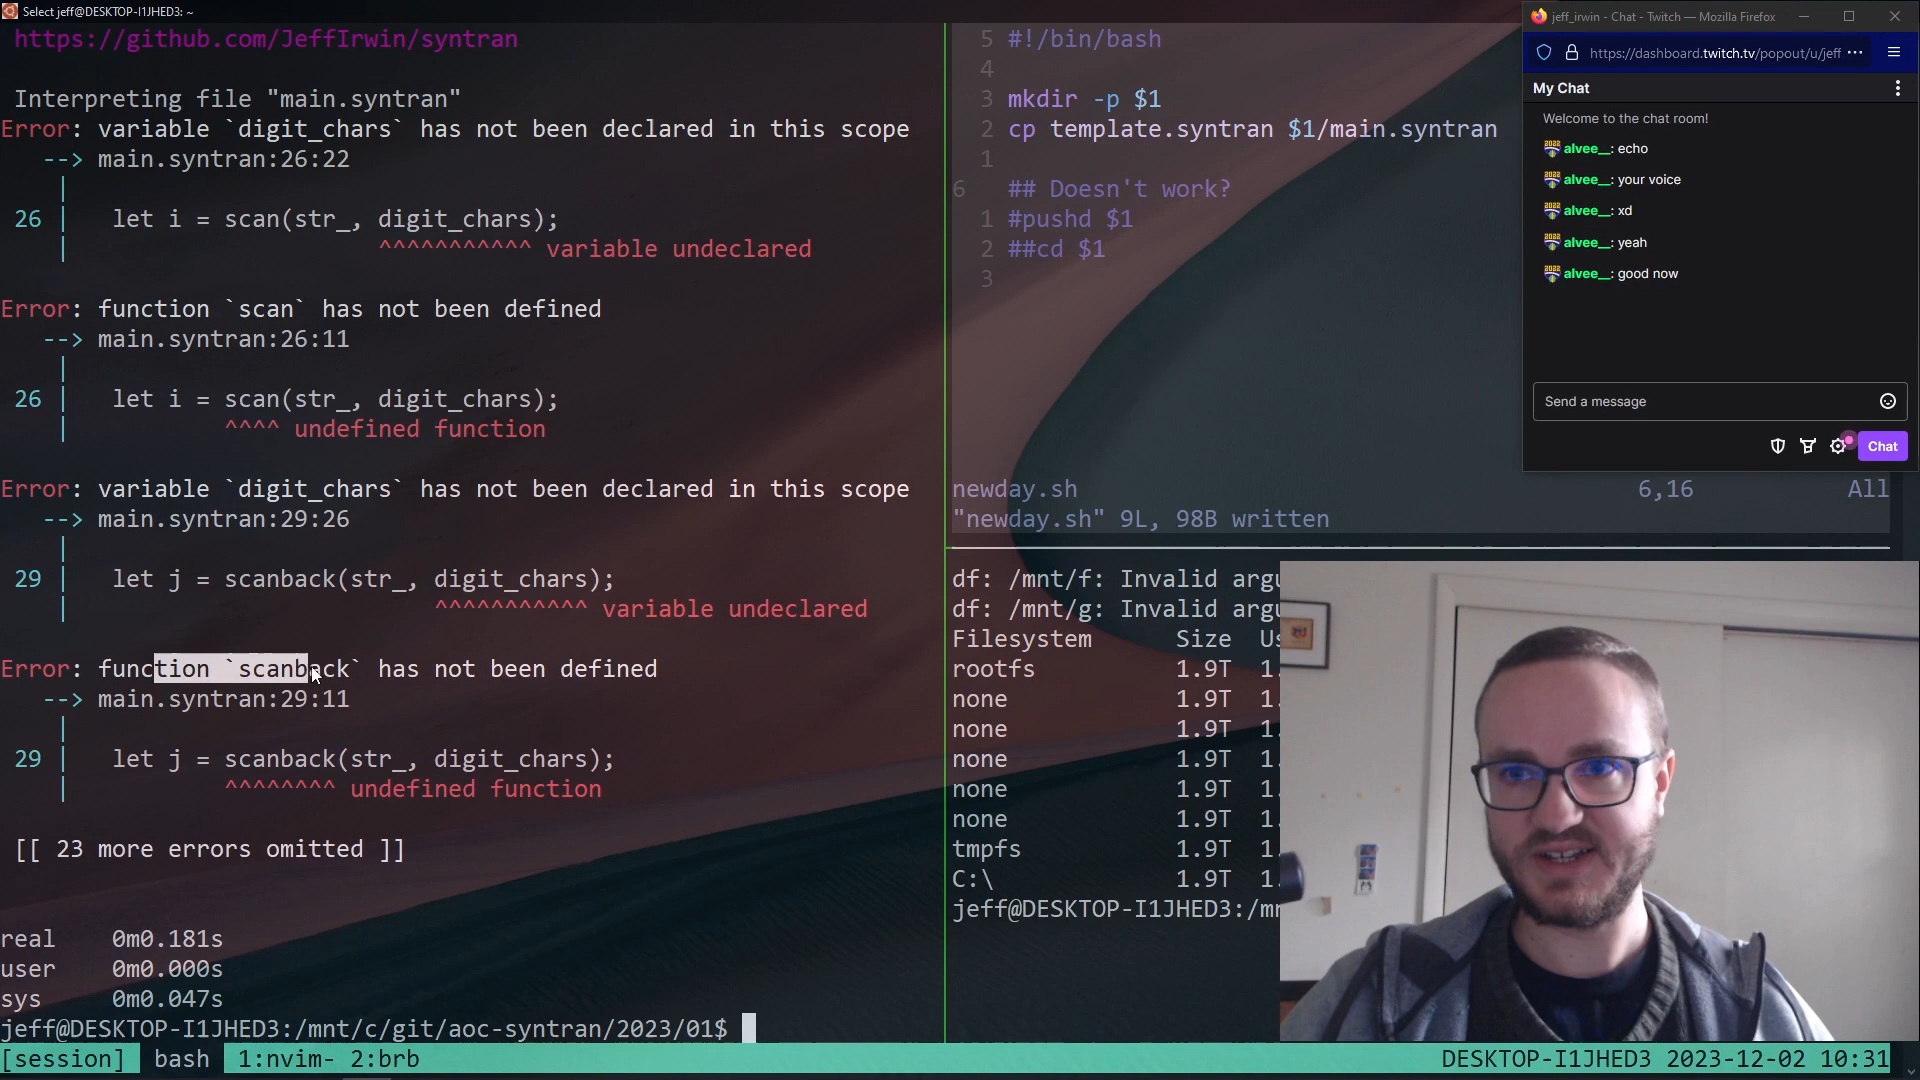 Select jeff@DESKTOP-I1JHED3: ~
https://github.com/JeffIrwin/syntran
Interpreting file "main.syntran"
Error: variable `digit_chars` has not been declared in this scope
--> main.syntran:26:22
|
26 | let i = scan(str_, digit_chars);
| ^^^^^^^^^^^ variable undeclared
Error: function `scan` has not been defined
--> main.syntran:26:11
|
26 | let i = scan(str_, digit_chars);
| ^^^^ undefined function
Error: variable `digit_chars` has not been declared in this scope
--> main.syntran:29:26
|
29 | let j = scanback(str_, digit_chars);
| ^^^^^^^^^^^ variable undeclared
Error: function `scanback` has not been defined
--> main.syntran:29:11
|
29 | let j = scanback(str_, digit_chars);
| ^^^^^^^^ undefined function
[[ 23 more errors omitted ]]
real 0m0.181s
user 0m0.000s
sys 0m0.047s
jeff@DESKTOP-I1JHED3:/mnt/c/git/aoc-syntran/2023/01$
5 #!/bin/bash
4
3 mkdir -p $1
2 cp template.syntran $1/main.syntran
1
6 ## Doesn't work?
1 #pushd $1
2 ##cd $1
3
newday.sh 6,16 All
"newday.sh" 9L, 98B written
df: /mnt/f: Invalid argu
df: /mnt/g: Invalid argu
Filesystem Size Us
rootfs 1.9T 1.
none 1.9T 1.
none 1.9T 1.
none 1.9T 1.
none 1.9T 1.
none 1.9T 1.
tmpfs 1.9T 1.
C:\ 1.9T 1.
jeff@DESKTOP-I1JHED3:/mn
jeff_irwin - Chat - Twitch — Mozilla Firefox
https://dashboard.twitch.tv/popout/u/jeff
My Chat
Welcome to the chat room!
alvee__: echo
alvee__: your voice
alvee__: xd
alvee__: yeah
alvee__: good now
Send a message
Chat
[session] bash 1:nvim- 2:brb DESKTOP-I1JHED3 2023-12-02 10:31